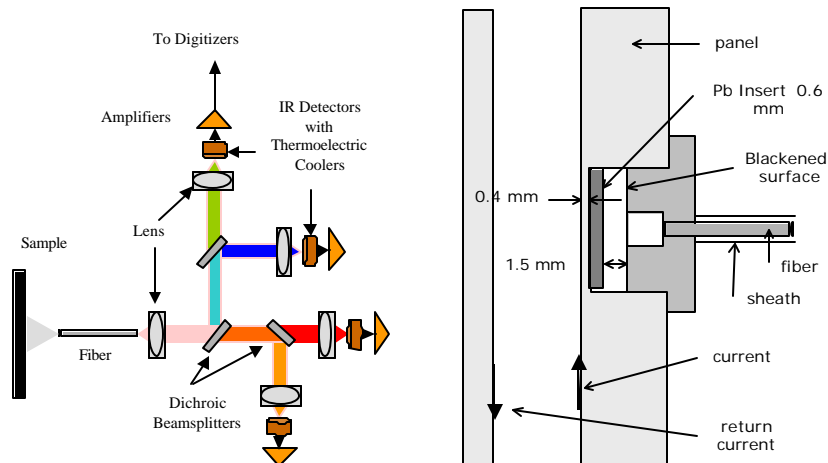 To Digitizers
Amplifiers
IR Detectors
with
Thermoelectric
Coolers
Lens
Sample
Fiber
Dichroic
Beamsplitters
panel
Pb Insert 0.6
mm
Blackened
surface
0.4 mm
1.5 mm
fiber
sheath
current
return
current